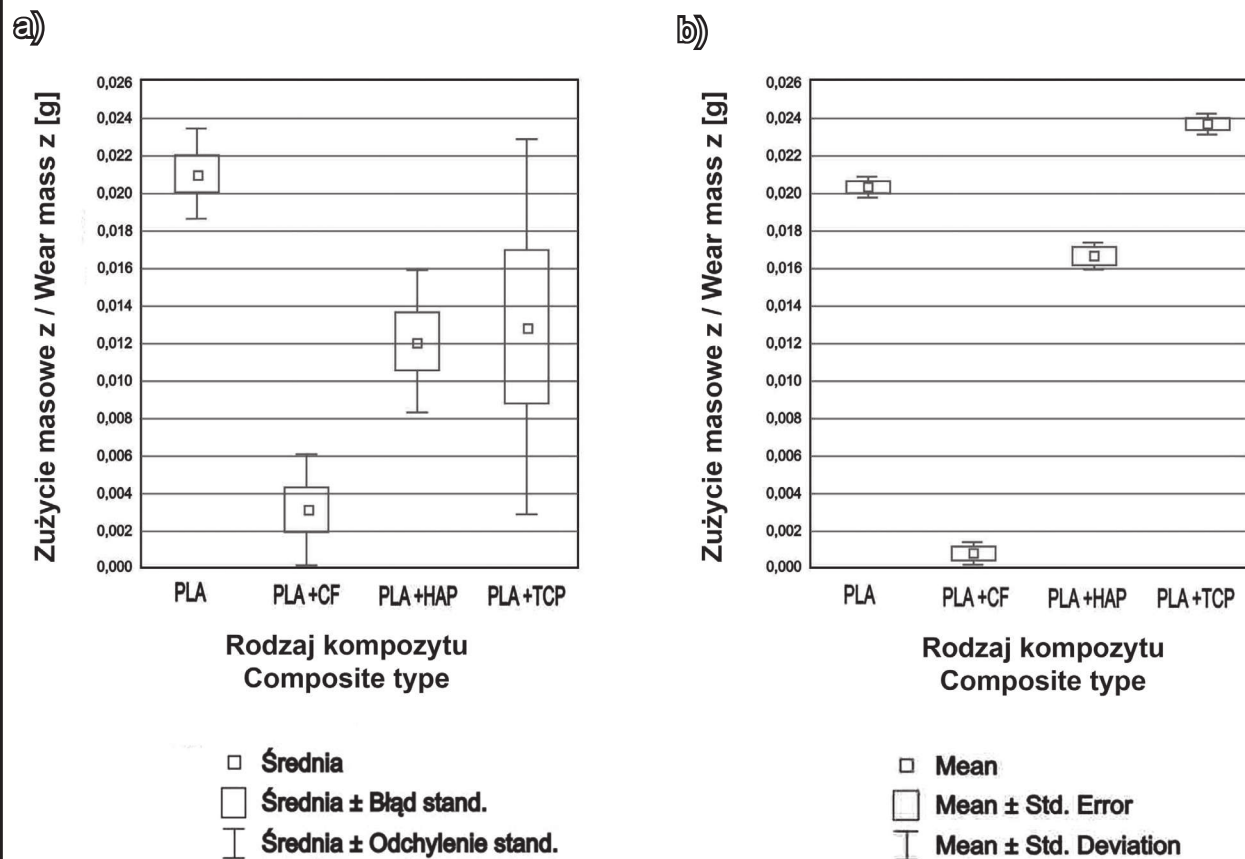 a)
Zużycie masowe z / Wear mass z [g]
0,026
0,024
0,022
0,020
0,018
0,016
0,014
0,012
0,010
0,008
0,006
0,004
0,002
0,000
PLA PLA +CF PLA +HAP PLA +TCP
Rodzaj kompozytu
Composite type
Średnia
Średnia ± Błąd stand.
Średnia ± Odchylenie stand.
b)
Zużycie masowe z / Wear mass z [g]
0,026
0,024
0,022
0,020
0,018
0,016
0,014
0,012
0,010
0,008
0,006
0,004
0,002
0,000
PLA PLA +CF PLA +HAP PLA +TCP
Rodzaj kompozytu
Composite type
Mean
Mean ± Std. Error
Mean ± Std. Deviation